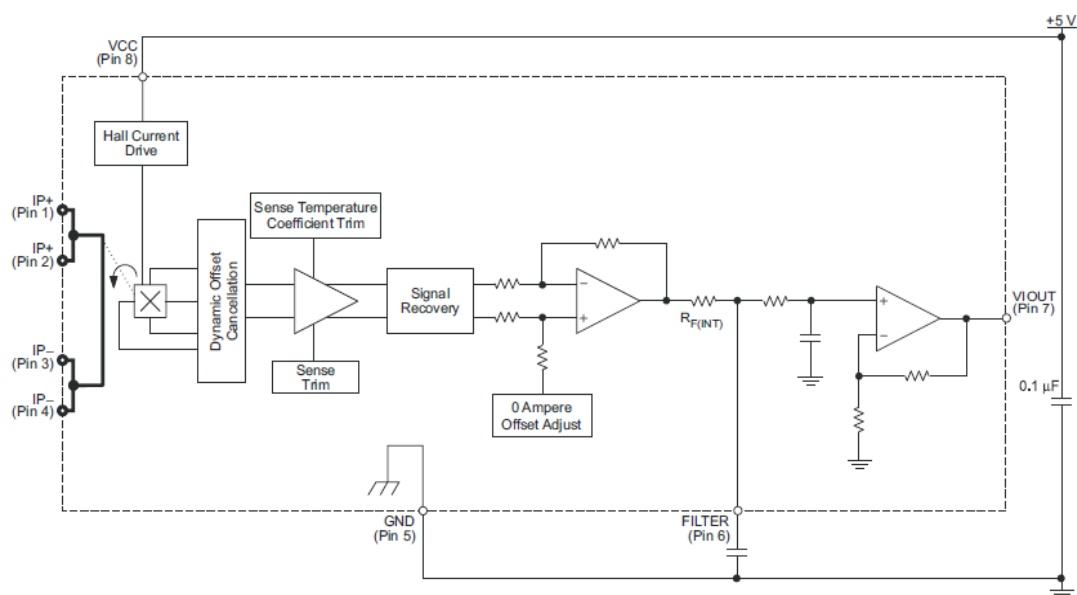 +5 V
VCC
(Pin 8)
Hall Current
Drive
IP+
(Pin 1)
IP+
(Pin 2)
IP−
(Pin 3)
IP−
(Pin 4)
Dynamic Offset
Cancellation
Sense Temperature
Coefficient Trim
Sense
Trim
Signal
Recovery
0 Ampere
Offset Adjust
−
+
RF(INT)
+
−
VIOUT
(Pin 7)
0.1 µF
GND
(Pin 5)
FILTER
(Pin 6)